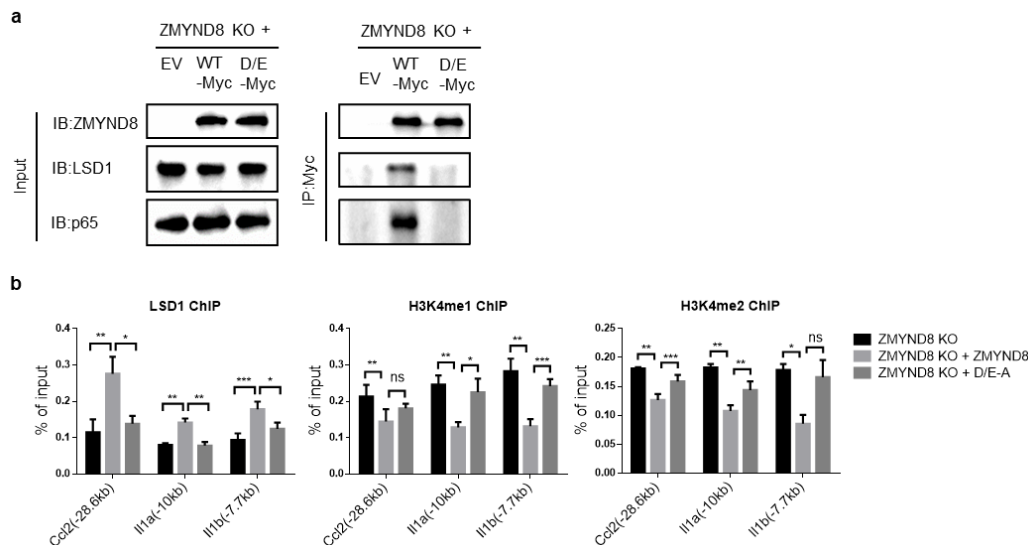 a
ZMYND8 KO +
EV WT -Myc D/E -Myc
Input
IB:ZMYND8
IB:LSD1
IB:p65
ZMYND8 KO +
EV WT -Myc D/E -Myc
IP:Myc
b
LSD1 ChIP
% of input
0.4
0.3
0.2
0.1
0.0
** *
** **
*** *
Ccl2(-28.6kb)
Il1a(-10kb)
Il1b(-7.7kb)
H3K4me1 ChIP
% of input
0.4
0.3
0.2
0.1
0.0
** ns
** *
** ***
Ccl2(-28.6kb)
Il1a(-10kb)
Il1b(-7.7kb)
H3K4me2 ChIP
% of input
0.25
0.20
0.15
0.10
0.05
0.00
** ***
** **
* ns
Ccl2(-28.6kb)
Il1a(-10kb)
Il1b(-7.7kb)
ZMYND8 KO
ZMYND8 KO + ZMYND8
ZMYND8 KO + D/E-A